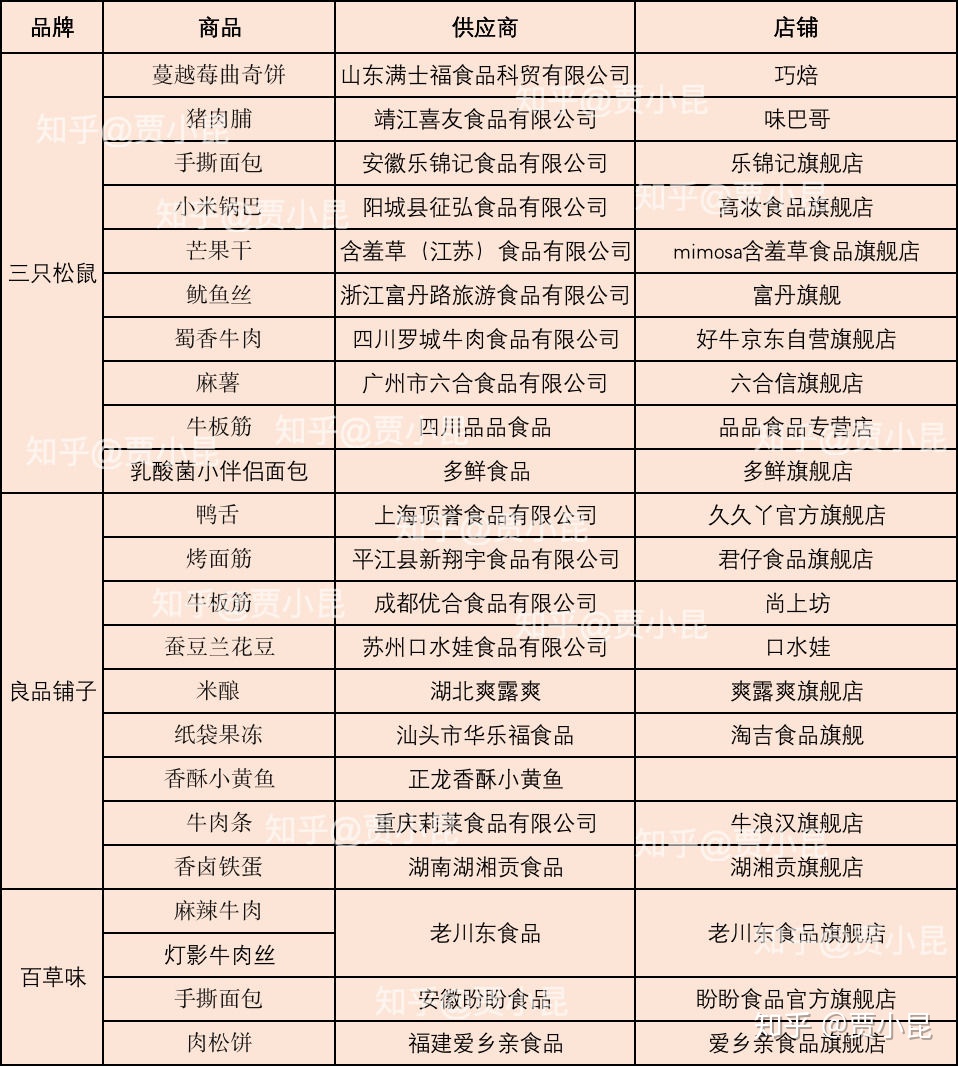 品牌 商品 供应商 店铺
蔓越莓曲奇饼 山东满士福食品科贸有限公司 巧焙
猪肉脯 靖江喜友食品有限公司 味巴哥
手撕面包 安徽乐锦记食品有限公司 乐锦记旗舰店
小米锅巴 阳城县征弘食品有限公司 高妆食品旗舰店
芒果干 含羞草（江苏）食品有限公司 mimosa含羞草食品旗舰店
三只松鼠
鱿鱼丝 浙江富丹路旅游食品有限公司 富丹旗舰
蜀香牛肉 四川罗城牛肉食品有限公司 好牛京东自营旗舰店
麻薯 广州市六合食品有限公司 六合信旗舰店
牛板筋 四川品品食品 品品食品专营店
乳酸菌小伴侣面包 多鲜食品 多鲜旗舰店
鸭舌 上海顶誉食品有限公司 久久丫官方旗舰店
烤面筋 平江县新翔宇食品有限公司 君仔食品旗舰店
牛板筋 成都优合食品有限公司 尚上坊
蚕豆兰花豆 苏州口水娃食品有限公司 口水娃
良品铺子 米酿 湖北爽露爽 爽露爽旗舰店
纸袋果冻 汕头市华乐福食品 淘吉食品旗舰
香酥小黄鱼 正龙香酥小黄鱼
牛肉条 重庆莉莱食品有限公司 牛浪汉旗舰店
香卤铁蛋 湖南湖湘贡食品 湖湘贡旗舰店
麻辣牛肉
老川东食品 老川东食品旗舰店
灯影牛肉丝
百草味
手撕面包 安徽盼盼食品 盼盼食品官方旗舰店
肉松饼 福建爱乡亲食品 爱乡亲食品旗舰店
知乎 @贾小昆